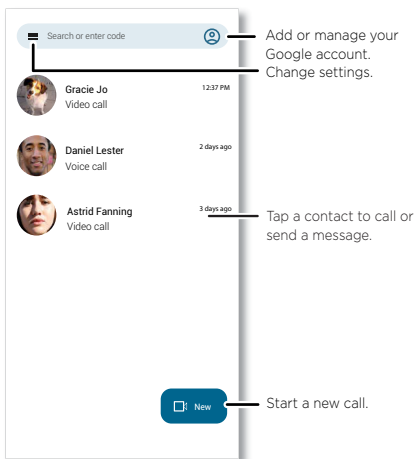 Search or enter code
Add or manage your
Google account.
Change settings.
Gracie Jo
12:37 PM
Video call
Daniel Lester
2 days ago
Voice call
Astrid Fanning
3 days ago
Video call
Tap a contact to call or
send a message.
New
Start a new call.